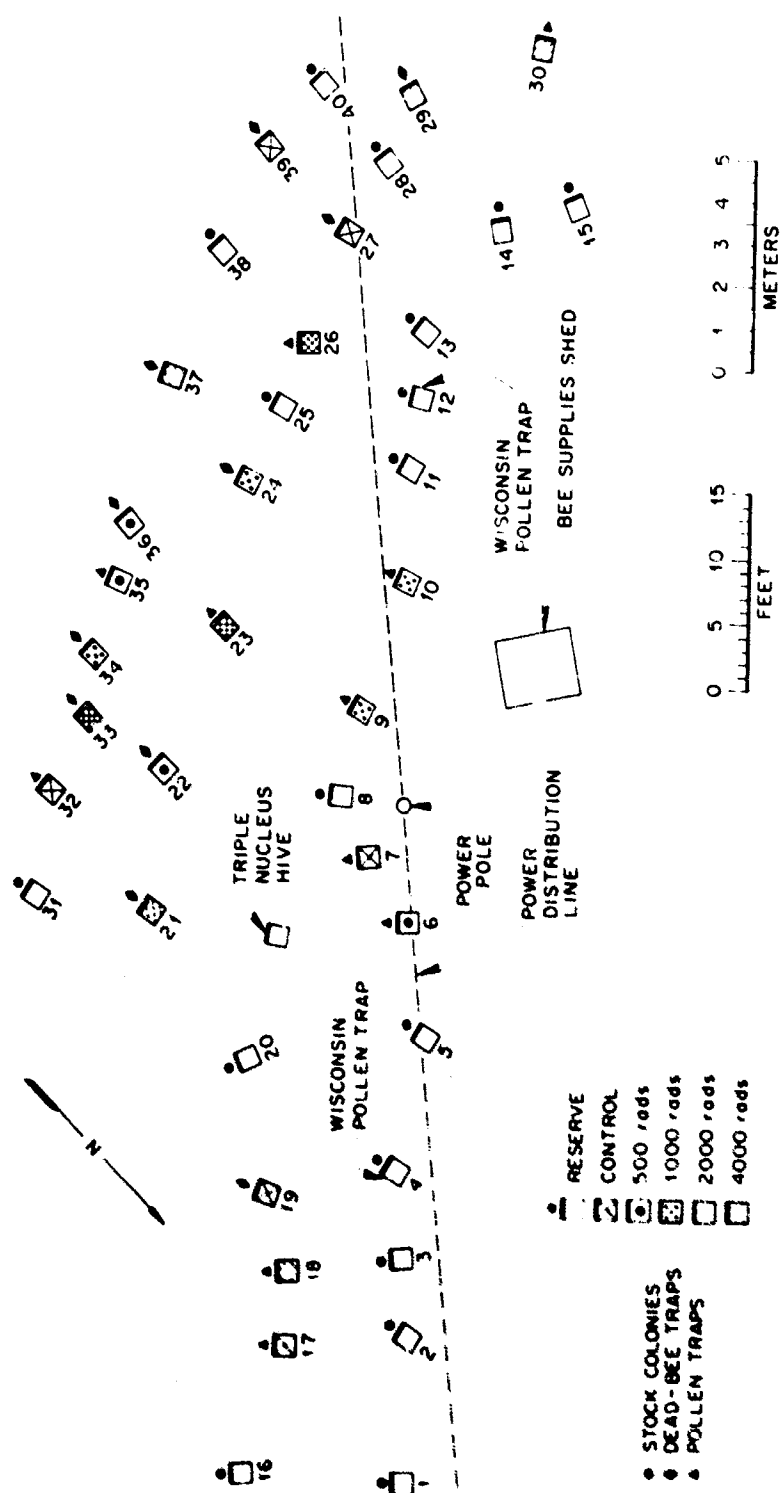 16
17
18
19
20
21
31
32
22
33
34
35
36
23
24
37
25
38
26
39
40
27
28
29
30
1
2
3
4
5
6
7
8
9
10
11
12
13
14
15
N
TRIPLE
NUCLEUS
HIVE
WISCONSIN
POLLEN TRAP
POWER
POLE
POWER
DISTRIBUTION
LINE
WISCONSIN
POLLEN TRAP
BEE SUPPLIES SHED
STOCK COLONIES
DEAD-BEE TRAPS
POLLEN TRAPS
RESERVE
CONTROL
500 rads
1000 rads
2000 rads
4000 rads
0 5 10 15
FEET
0 1 2 3 4 5
METERS